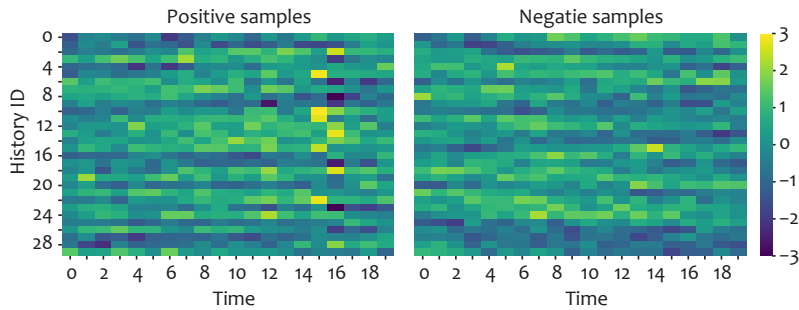 Positive samples
Negatie samples
History ID
0
4
8
12
16
20
24
28
0 2 4 6 8 10 12 14 16 18
Time
0 2 4 6 8 10 12 14 16 18
Time
3
2
1
0
−1
−2
−3